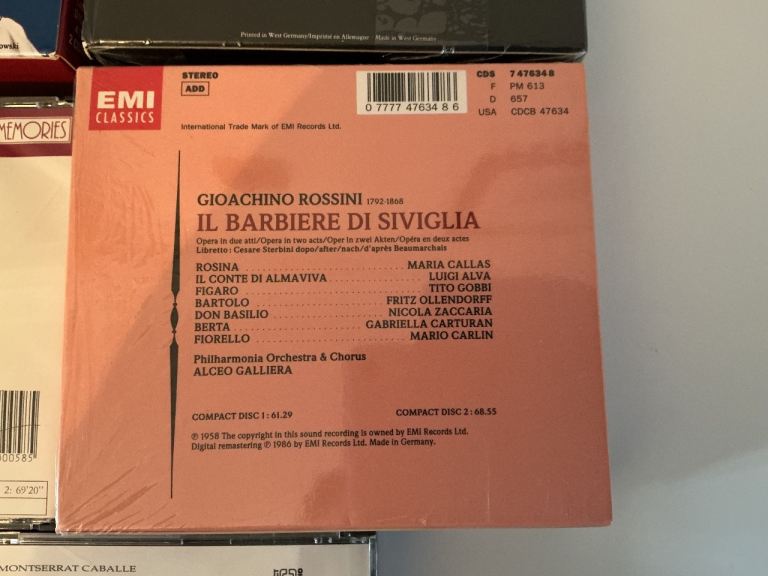 owski
Printed in West Germany/Imprimé en Allemagne · Made in West Germany
EMI
CLASSICS
STEREO
ADD
0 7777 47634 8 6
CDS 7 47634 8
F PM 613
D 657
USA CDCB 47634
International Trade Mark of EMI Records Ltd.
MEMORIES
GIOACHINO ROSSINI 1792-1868
IL BARBIERE DI SIVIGLIA
Opera in due atti/Opera in two acts/Oper in zwei Akten/Opéra en deux actes
Libretto : Cesare Sterbini dopo/after/nach/d'après Beaumarchais
ROSINA MARIA CALLAS
IL CONTE DI ALMAVIVA LUIGI ALVA
FIGARO TITO GOBBI
BARTOLO FRITZ OLLENDORFF
DON BASILIO NICOLA ZACCARIA
BERTA GABRIELLA CARTURAN
FIORELLO MARIO CARLIN
Philharmonia Orchestra & Chorus
ALCEO GALLIERA
COMPACT DISC 1 : 61.29 COMPACT DISC 2 : 68.55
℗ 1958 The copyright in this sound recording is owned by EMI Records Ltd.
Digital remastering ℗ 1986 by EMI Records Ltd. Made in Germany.
00585
2: 69'20"
MONTSERRAT CABALLE